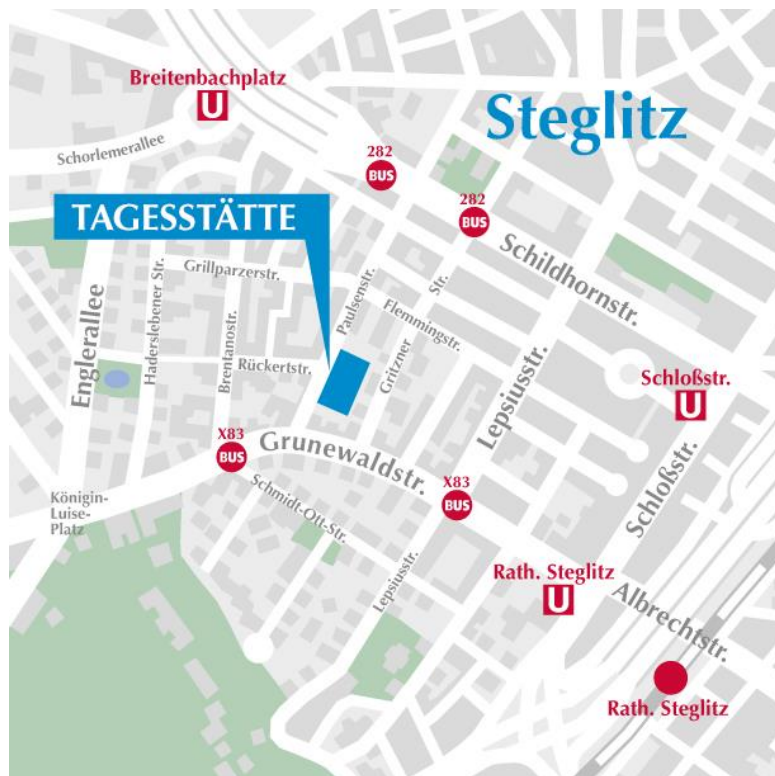 Breitenbachplatz
U
Steglitz
Schorlemerallee
282
BUS
282
BUS
TAGESSTÄTTE
Schildhornstr.
Grillparzerstr.
Paulsenstr.
Str.
Gritzner
Flemmingstr.
Haderslebener Str.
Englerallee
Brentanostr.
Rückertstr.
Lepsiusstr.
Schloßstr.
U
X83
BUS
Grunewaldstr.
Schloßstr.
X83
BUS
Königin-
Luise-
Platz
Schmidt-Ott-Str.
Lepsiusstr.
Rath. Steglitz
U
Albrechtstr.
Rath. Steglitz